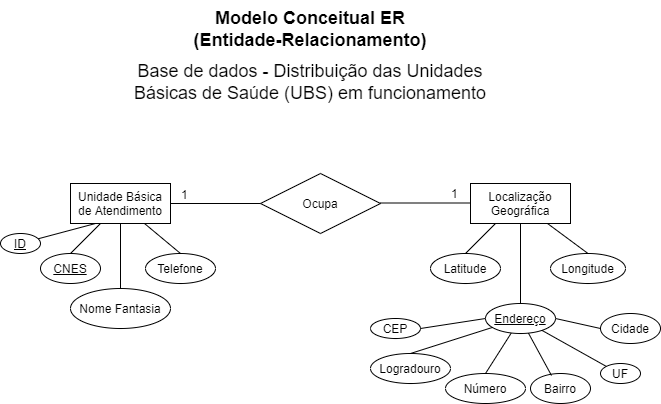 Modelo Conceitual ER
(Entidade-Relacionamento)
Base de dados - Distribuição das Unidades
Básicas de Saúde (UBS) em funcionamento
Unidade Básica
de Atendimento
1
Ocupa
1
Localização
Geográfica
ID
CNES
Telefone
Nome Fantasia
Latitude
Longitude
Endereço
CEP
Cidade
Logradouro
UF
Número
Bairro